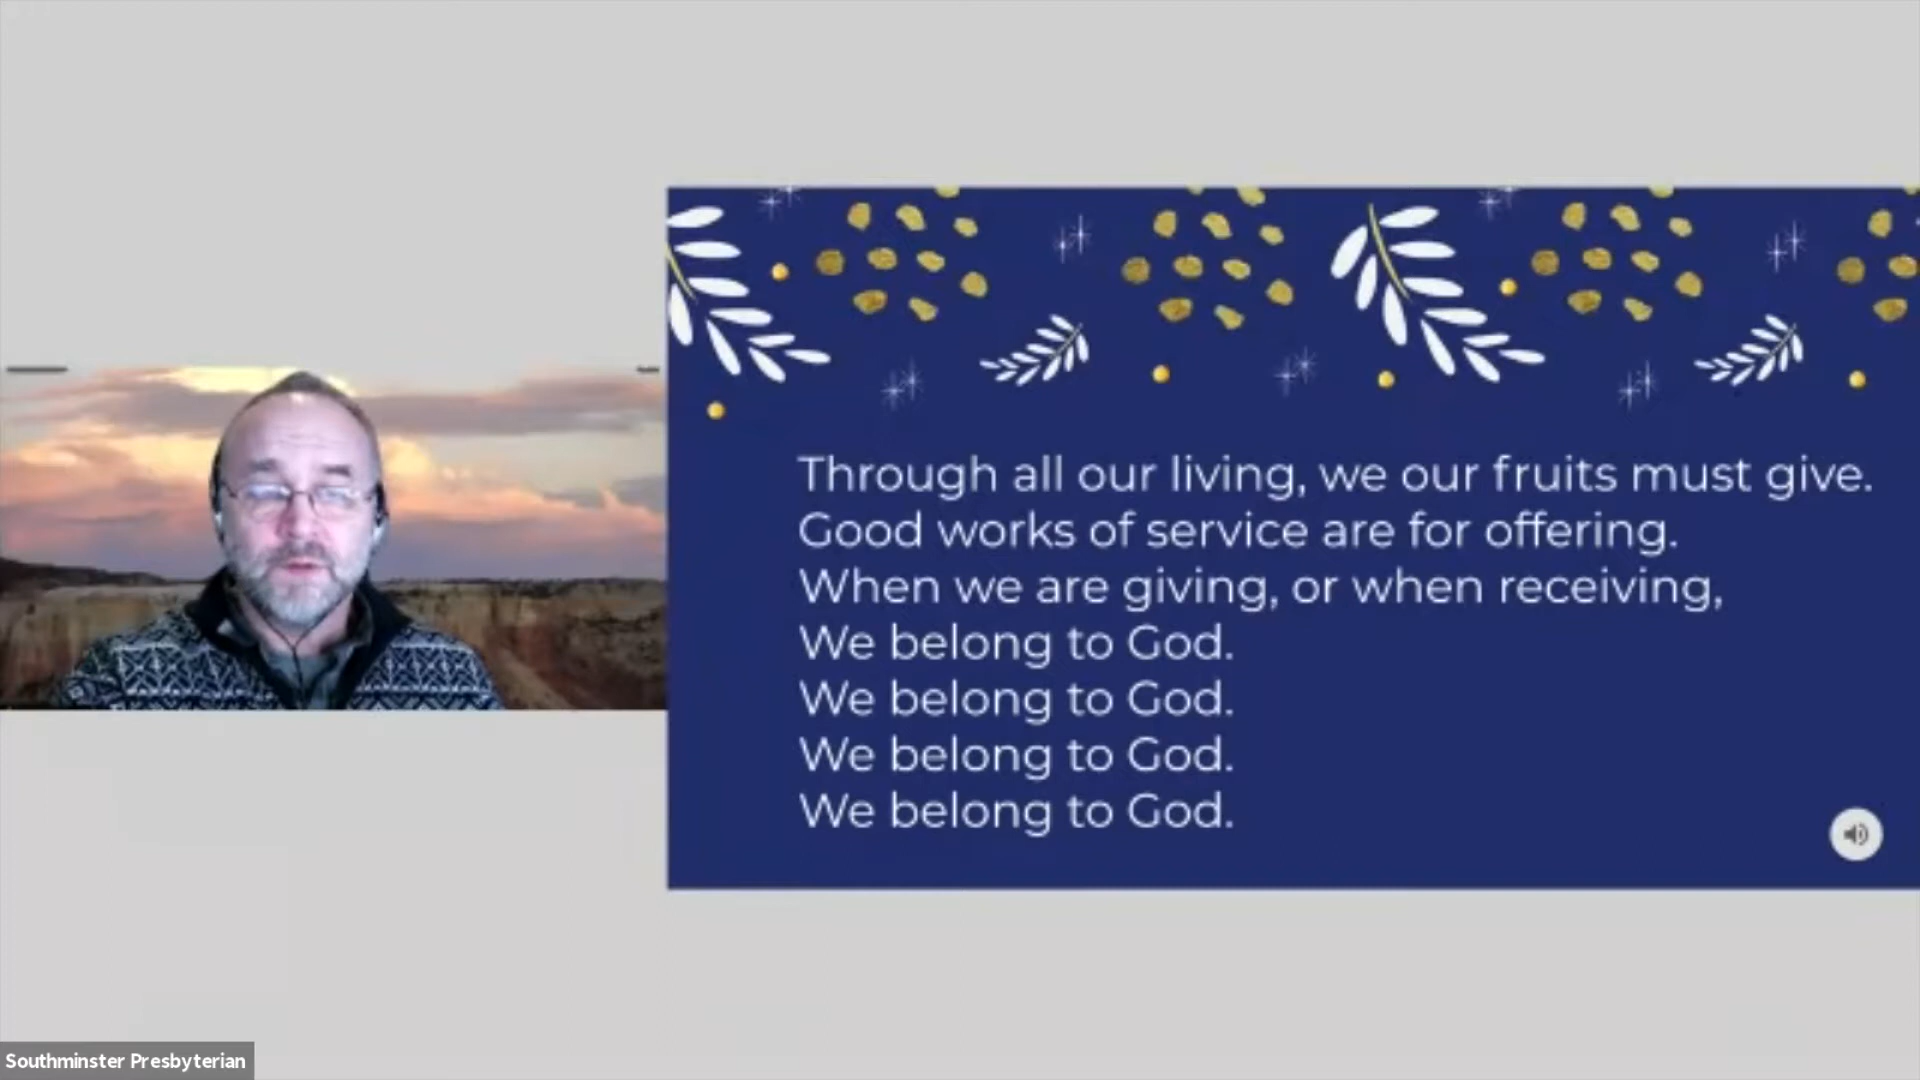 Through all our living, we our fruits must give.
Good works of service are for offering.
When we are giving, or when receiving,
We belong to God.
We belong to God.
We belong to God.
We belong to God.
Southminster Presbyterian